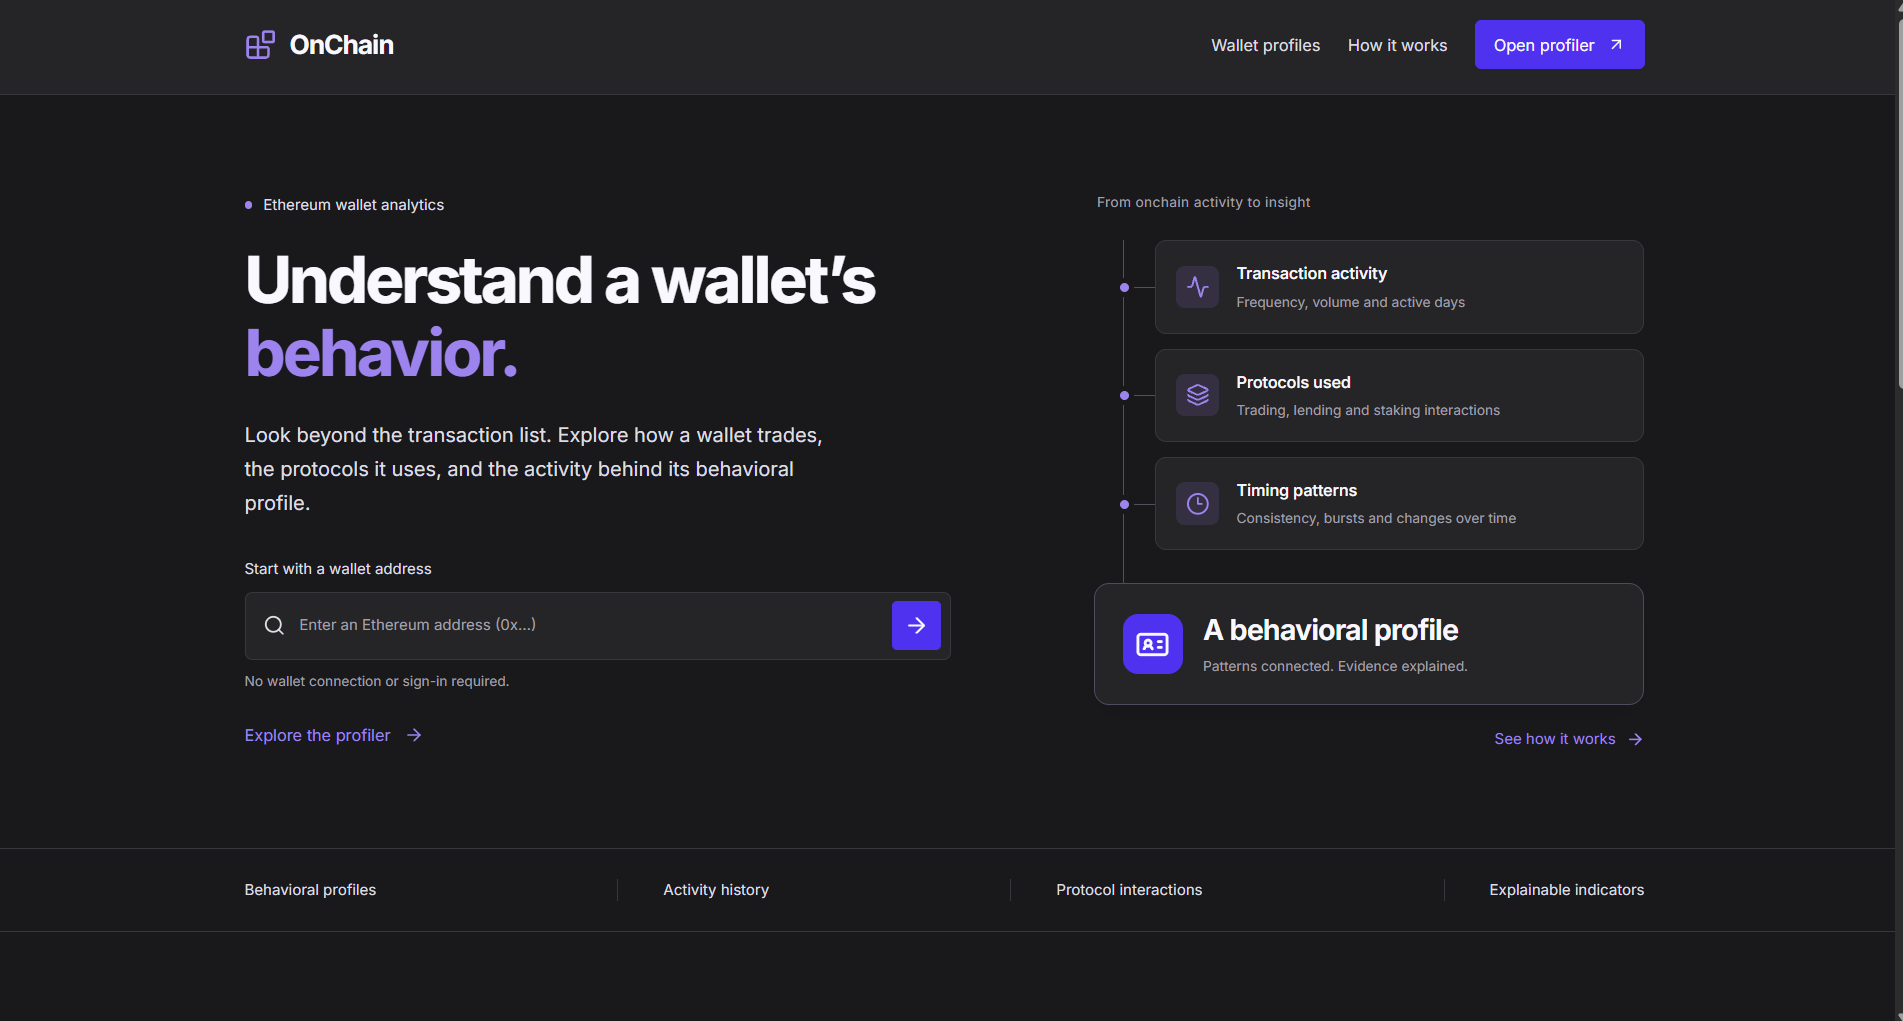 OnChain
Wallet profiles
How it works
Open profiler
Ethereum wallet analytics
Understand a wallet’s
behavior.
Look beyond the transaction list. Explore how a wallet trades,
the protocols it uses, and the activity behind its behavioral
profile.
Start with a wallet address
Enter an Ethereum address (0x...)
No wallet connection or sign-in required.
Explore the profiler
From onchain activity to insight
Transaction activity
Frequency, volume and active days
Protocols used
Trading, lending and staking interactions
Timing patterns
Consistency, bursts and changes over time
A behavioral profile
Patterns connected. Evidence explained.
See how it works
Behavioral profiles
Activity history
Protocol interactions
Explainable indicators